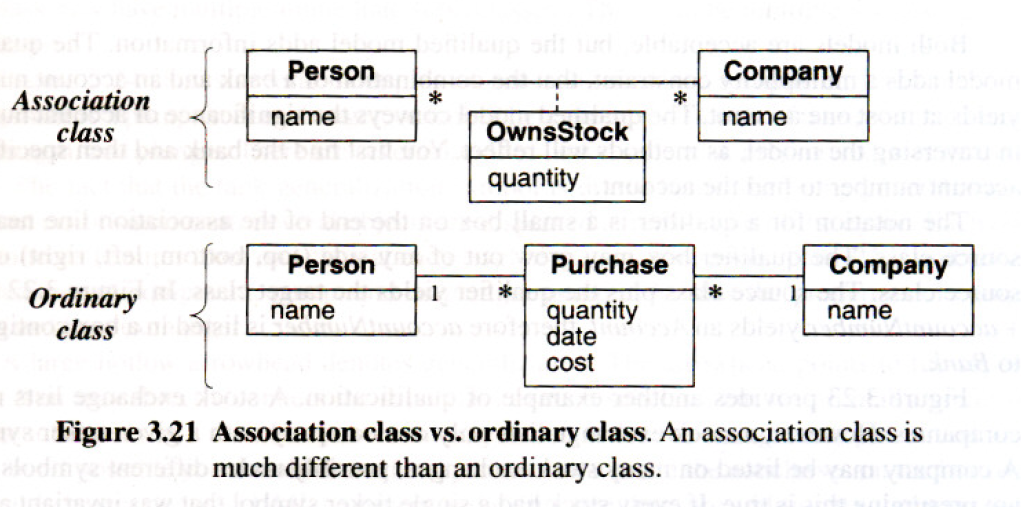 Association
class
Person
name
*
*
Company
name
OwnsStock
quantity
Ordinary
class
Person
name
*
Purchase
quantity
date
cost
*
1
Company
name
Figure 3.21 Association class vs. ordinary class. An association class is
much different than an ordinary class.